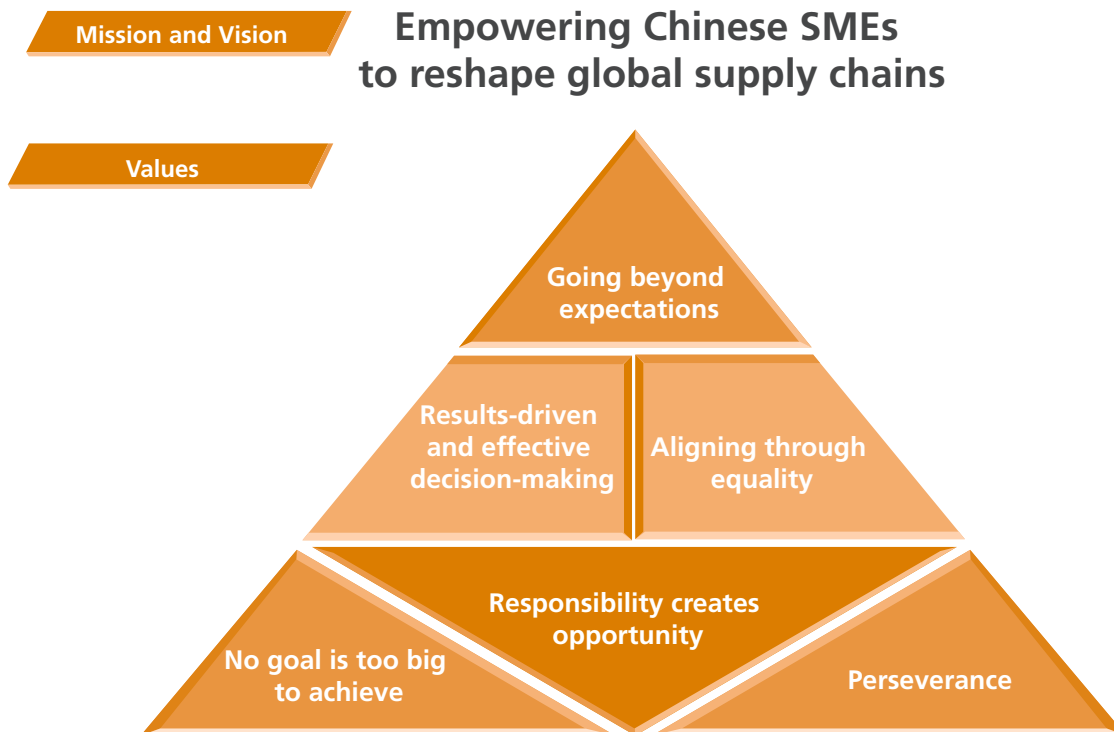 Mission and Vision
Empowering Chinese SMEs
to reshape global supply chains
Values
Going beyond
expectations
Results-driven
and effective
decision-making
Aligning through
equality
Responsibility creates
opportunity
No goal is too big
to achieve
Perseverance